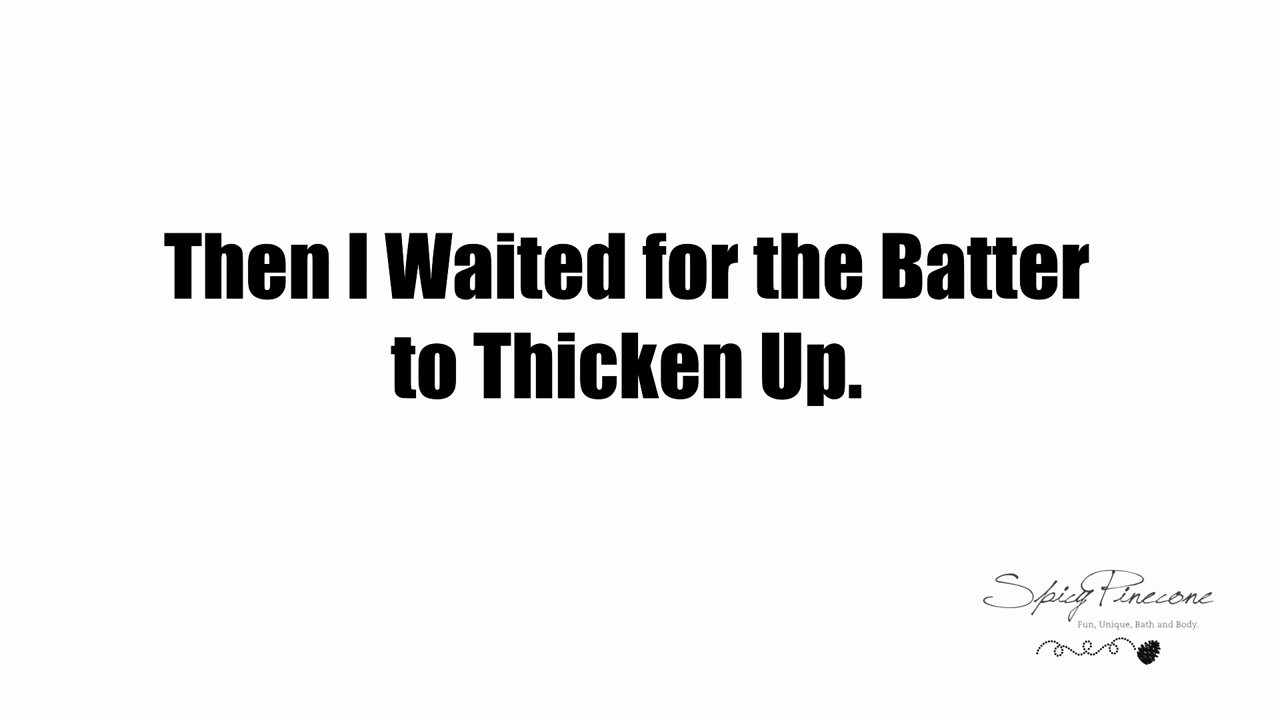 Then I Waited for the Batter
to Thicken Up.
Spicy Pinecone
Fun, Unique, Bath and Body.